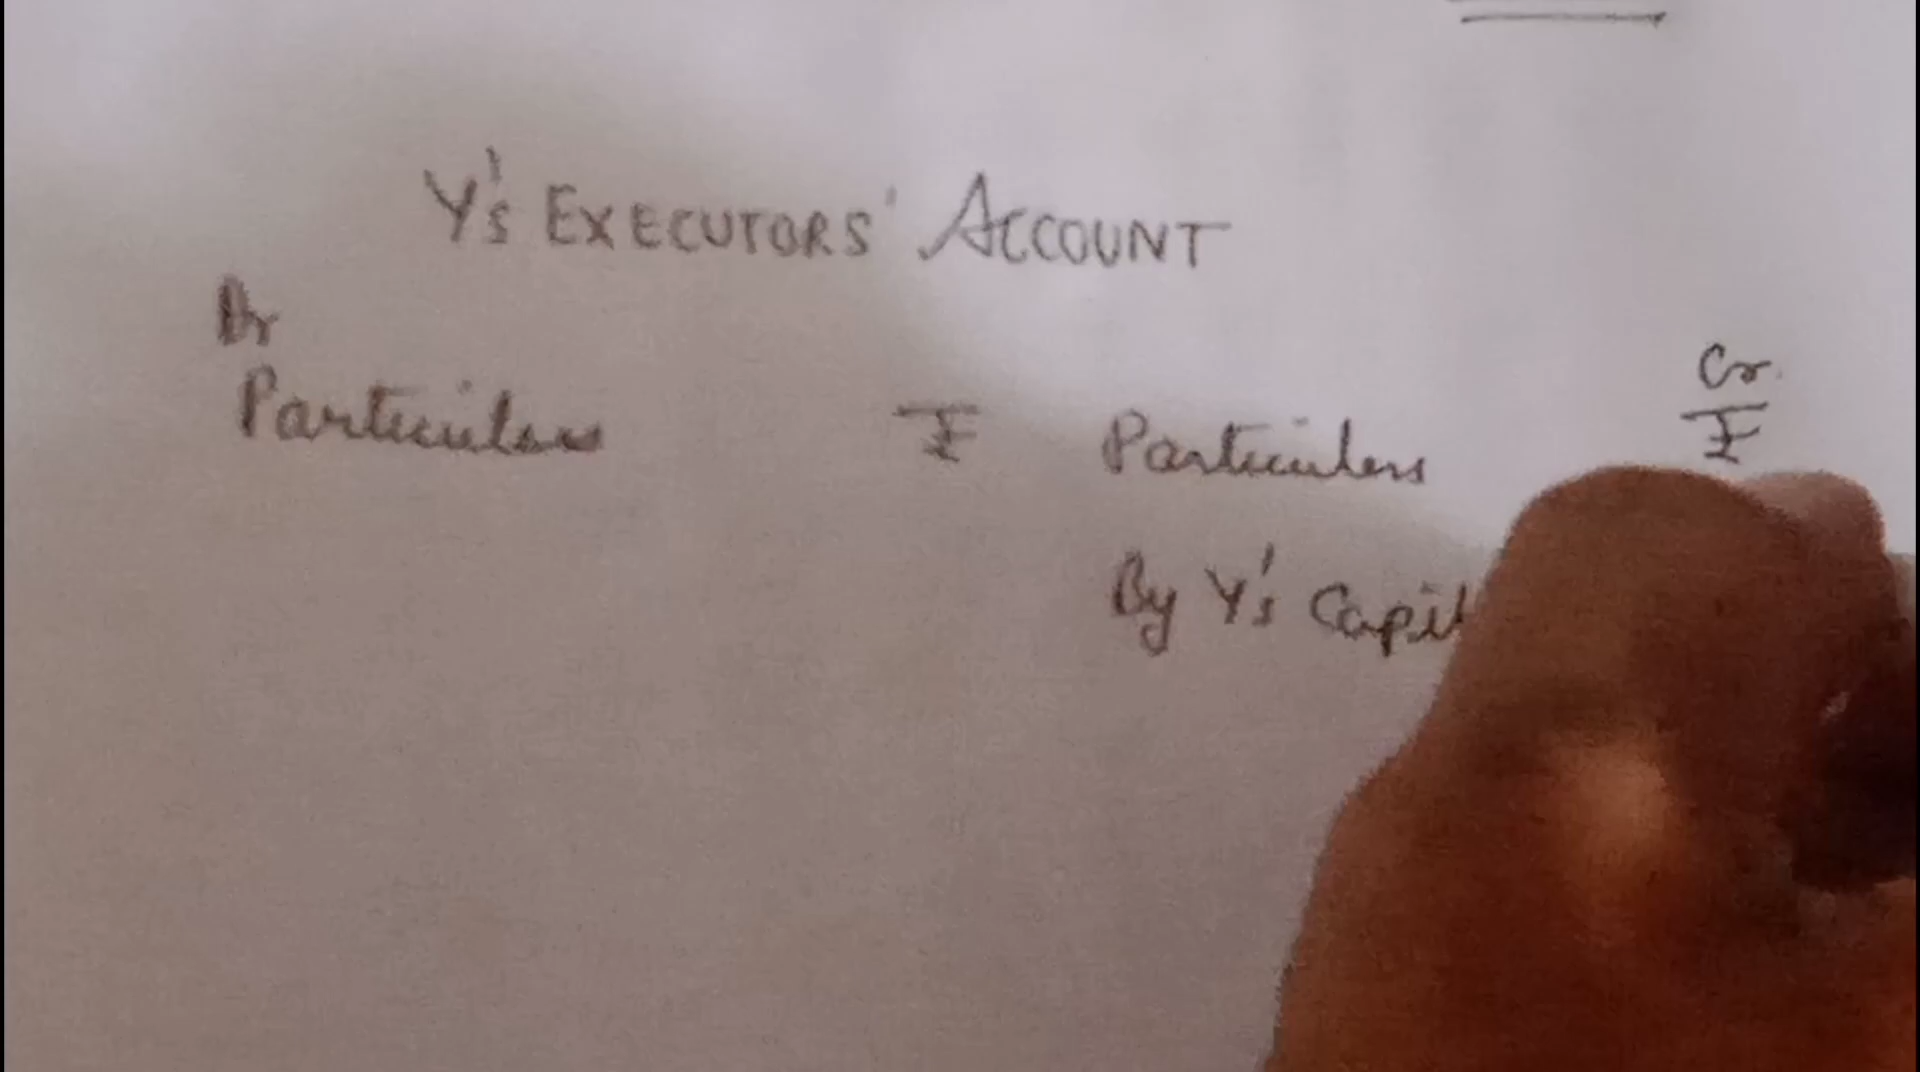 Y's EXECUTORS' ACCOUNT
Dr
Cr.
Particulars ₹ Particulars ₹
By Y's Capit